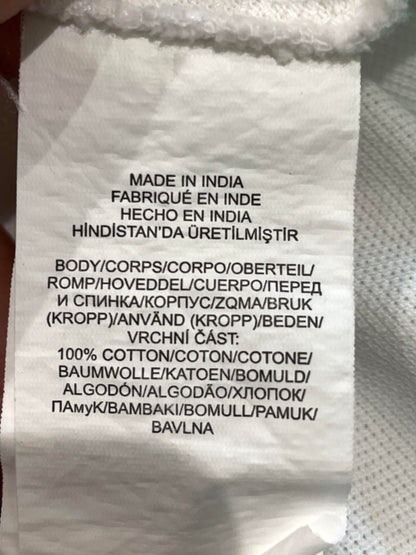 MADE IN INDIA
FABRIQUÉ EN INDE
HECHO EN INDIA
HİNDİSTAN'DA ÜRETİLMİŞTİR
BODY/CORPS/CORPO/OBERTEIL/
ROMP/HOVEDDEL/CUERPO/ПЕРЕД
И СПИНКА/КОРПУС/ZQMA/BRUK
(KROPP)/ANVÄND (KROPP)/BEDEN/
VRCHNÍ ČÁST:
100% COTTON/COTON/COTONE/
BAUMWOLLE/KATOEN/BOMULD/
ALGODÓN/ALGODÃO/ХЛОПОК/
ПАмуК/BAMBAKI/BOMULL/PAMUK/
BAVLNA